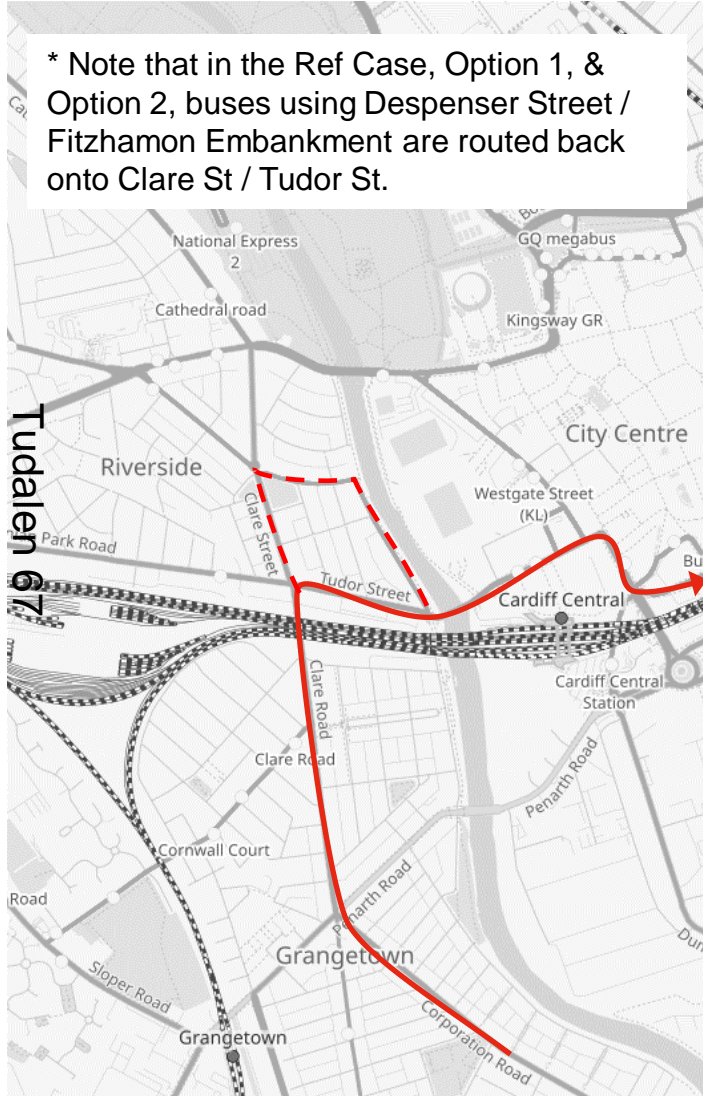 * Note that in the Ref Case, Option 1, &
Option 2, buses using Despenser Street /
Fitzhamon Embankment are routed back
onto Clare St / Tudor St.
National Express
2
GQ megabus
Cathedral road
Kingsway GR
City Centre
Riverside
Westgate Street
(KL)
Clare Street
Park Road
Tudor Street
Bu
Cardiff Central
Tudalen 67
Cardiff Central
Station
Clare Road
Clare Road
Penarth Road
Cornwall Court
Road
Penarth Road
Grangetown
Dun
Sloper Road
Corporation Road
Grangetown